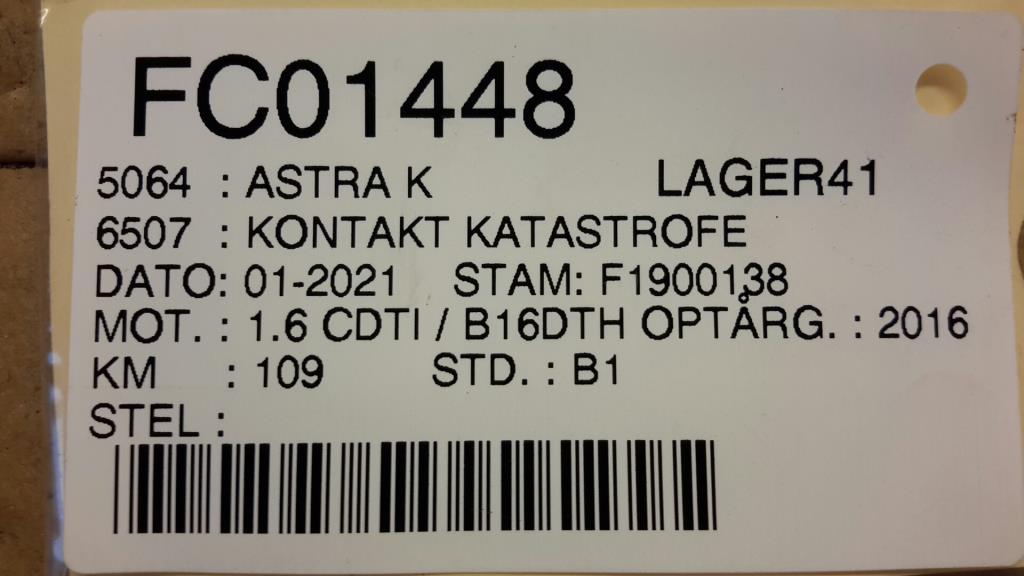 FC01448
5064 : ASTRA K LAGER41
6507 : KONTAKT KATASTROFE
DATO: 01-2021 STAM: F1900138
MOT. : 1.6 CDTI / B16DTH OPTÅRG. : 2016
KM : 109 STD. : B1
STEL :